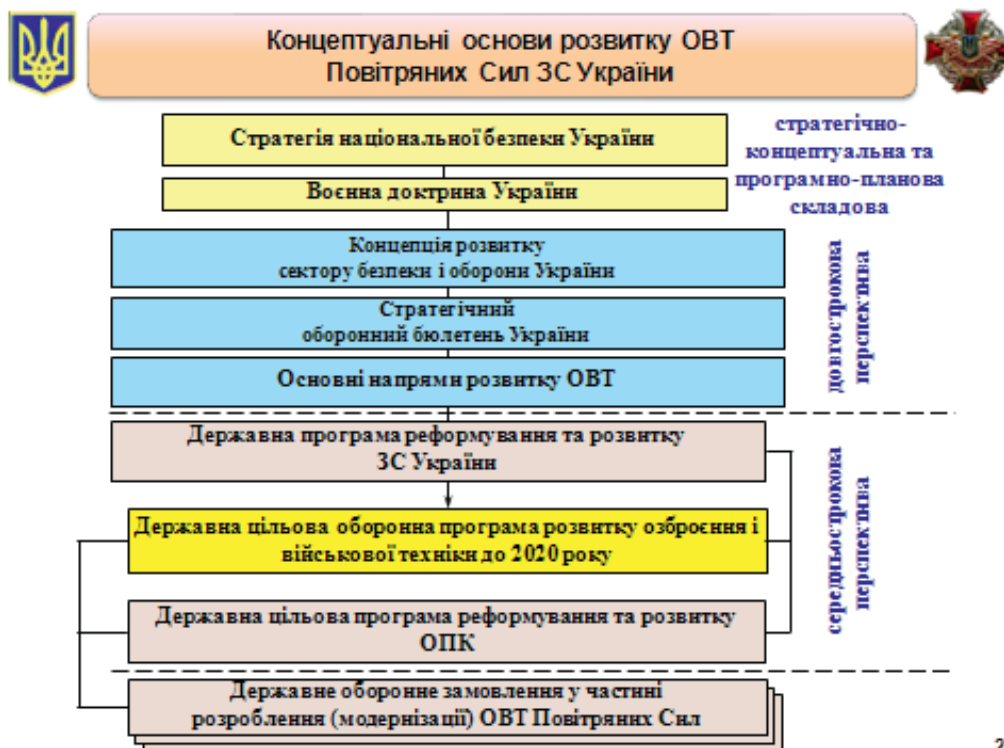 Концептуальні основи розвитку ОВТ
Повітряних Сил ЗС України
Стратегія національної безпеки України
стратегічно-
концептуальна та
програмно-планова
складова
Воєнна доктрина України
Концепція розвитку
сектору безпеки і оборони України
Стратегічний
оборонний бюлетень України
Основні напрями розвитку ОВТ
довгострокова
перспектива
Державна програма реформування та розвитку
ЗС України
Державна цільова оборонна програма розвитку озброєння і
військової техніки до 2020 року
Державна цільова програма реформування та розвитку
ОПК
середньострокова
перспектива
Державне оборонне замовлення у частині
розроблення (модернізації) ОВТ Повітряних Сил
2